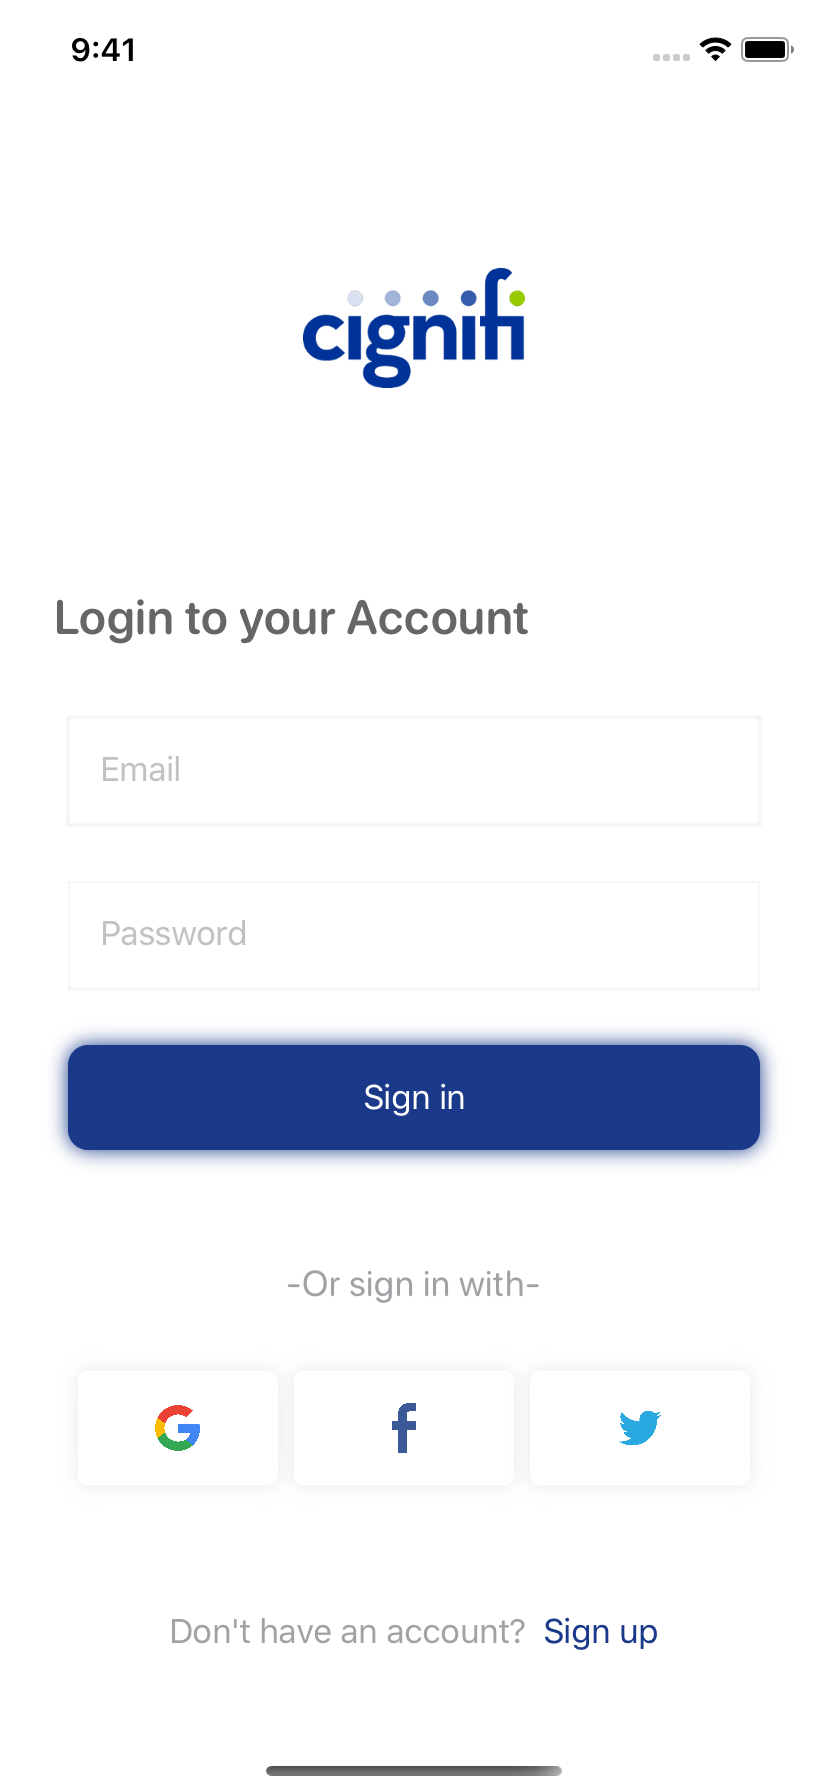 9:41
cignifi
Login to your Account
Email
Password
Sign in
-Or sign in with-
Don't have an account? Sign up